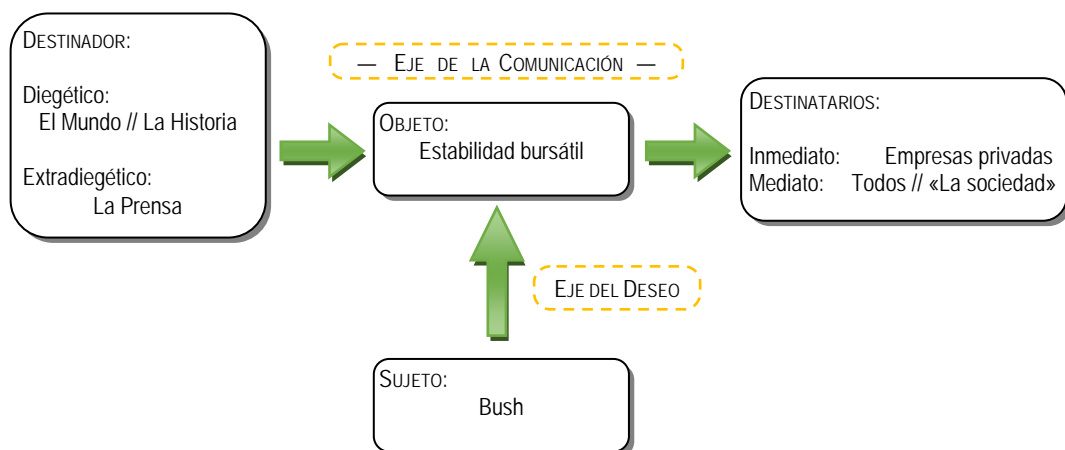 DESTINADOR:
Diegético:
El Mundo // La Historia
Extradiegético:
La Prensa
— EJE DE LA COMUNICACIÓN —
OBJETO:
Estabilidad bursátil
DESTINATARIOS:
Inmediato: Empresas privadas
Mediato: Todos // «La sociedad»
EJE DEL DESEO
SUJETO:
Bush